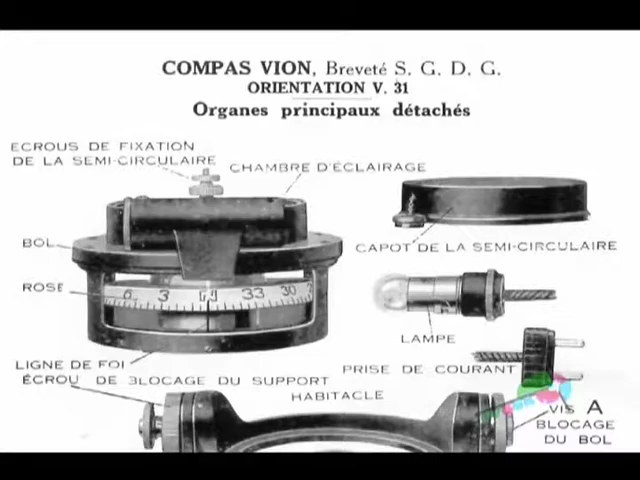 COMPAS VION, Breveté S. G. D. G.
ORIENTATION V. 31
Organes principaux détachés
ECROUS DE FIXATION
DE LA SEMI-CIRCULAIRE
CHAMBRE D'ÉCLAIRAGE
BOL
CAPOT DE LA SEMI-CIRCULAIRE
ROSE
6 3 N 33 30
LAMPE
LIGNE DE FOI
PRISE DE COURANT
ÉCROU DE BLOCAGE DU SUPPORT
HABITACLE
VIS A
BLOCAGE
DU BOL